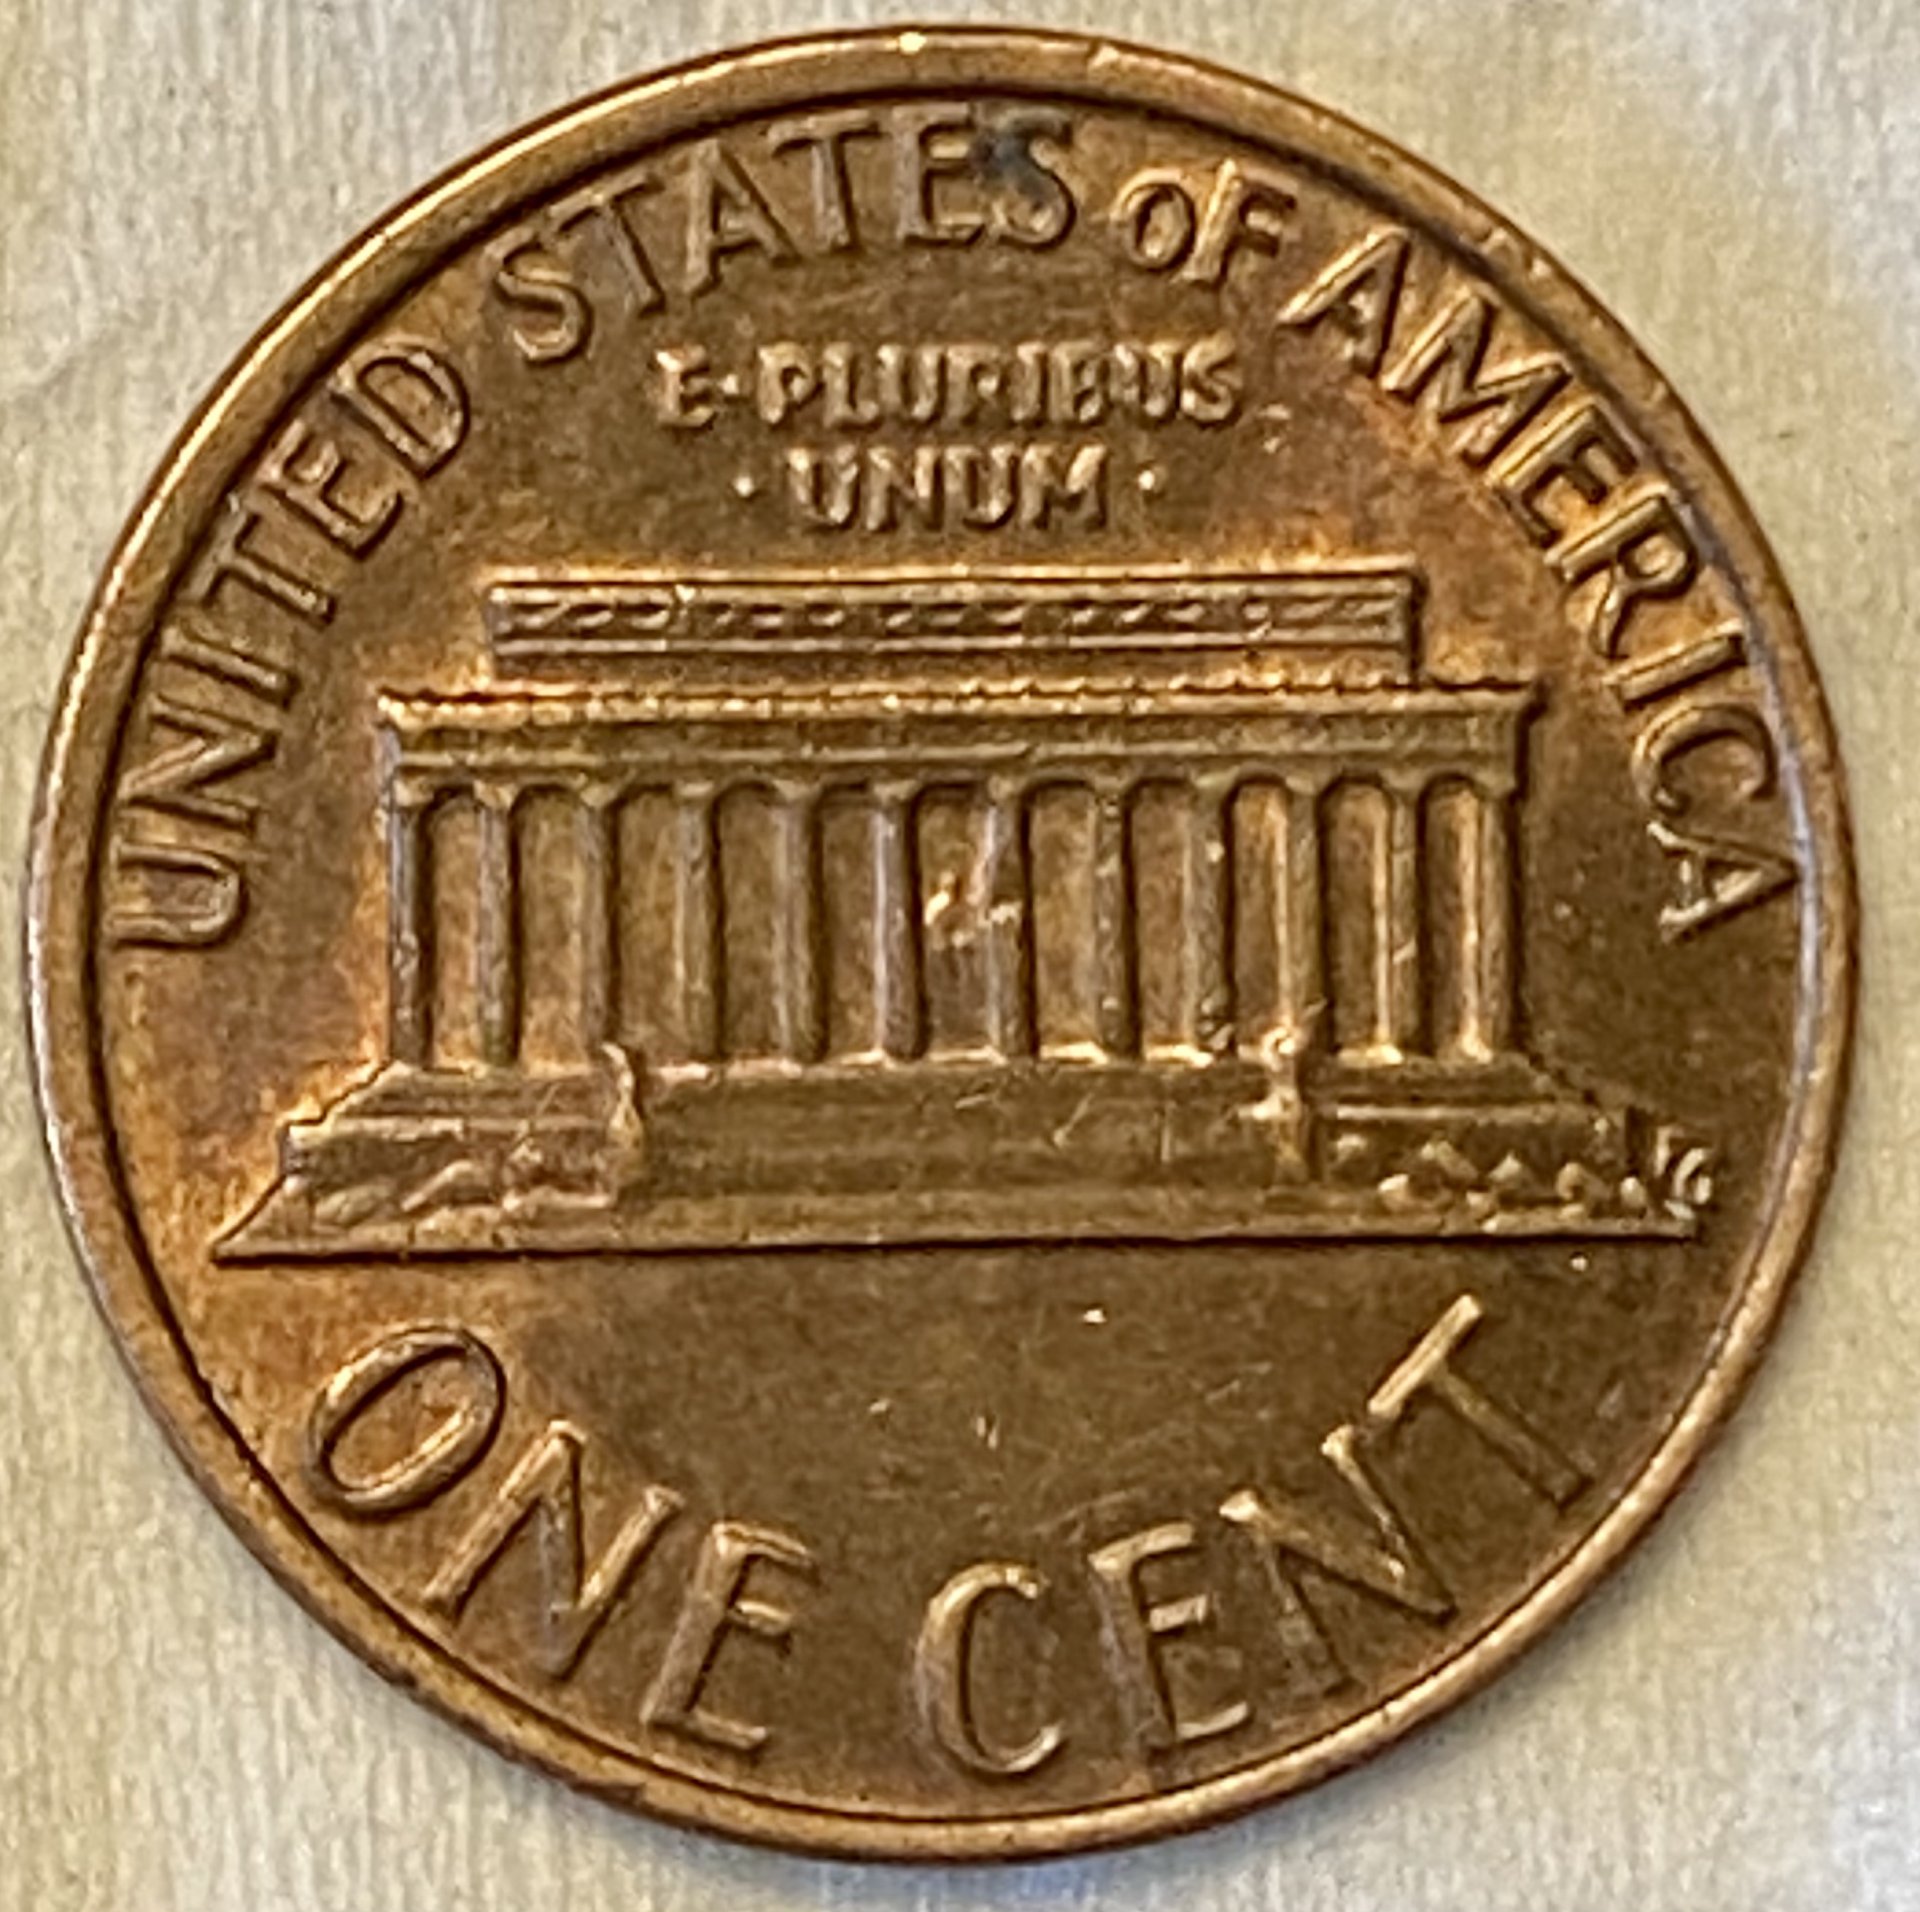 UNITED STATES OF AMERICA
E·PLURIBUS
·UNUM·
ONE CENT